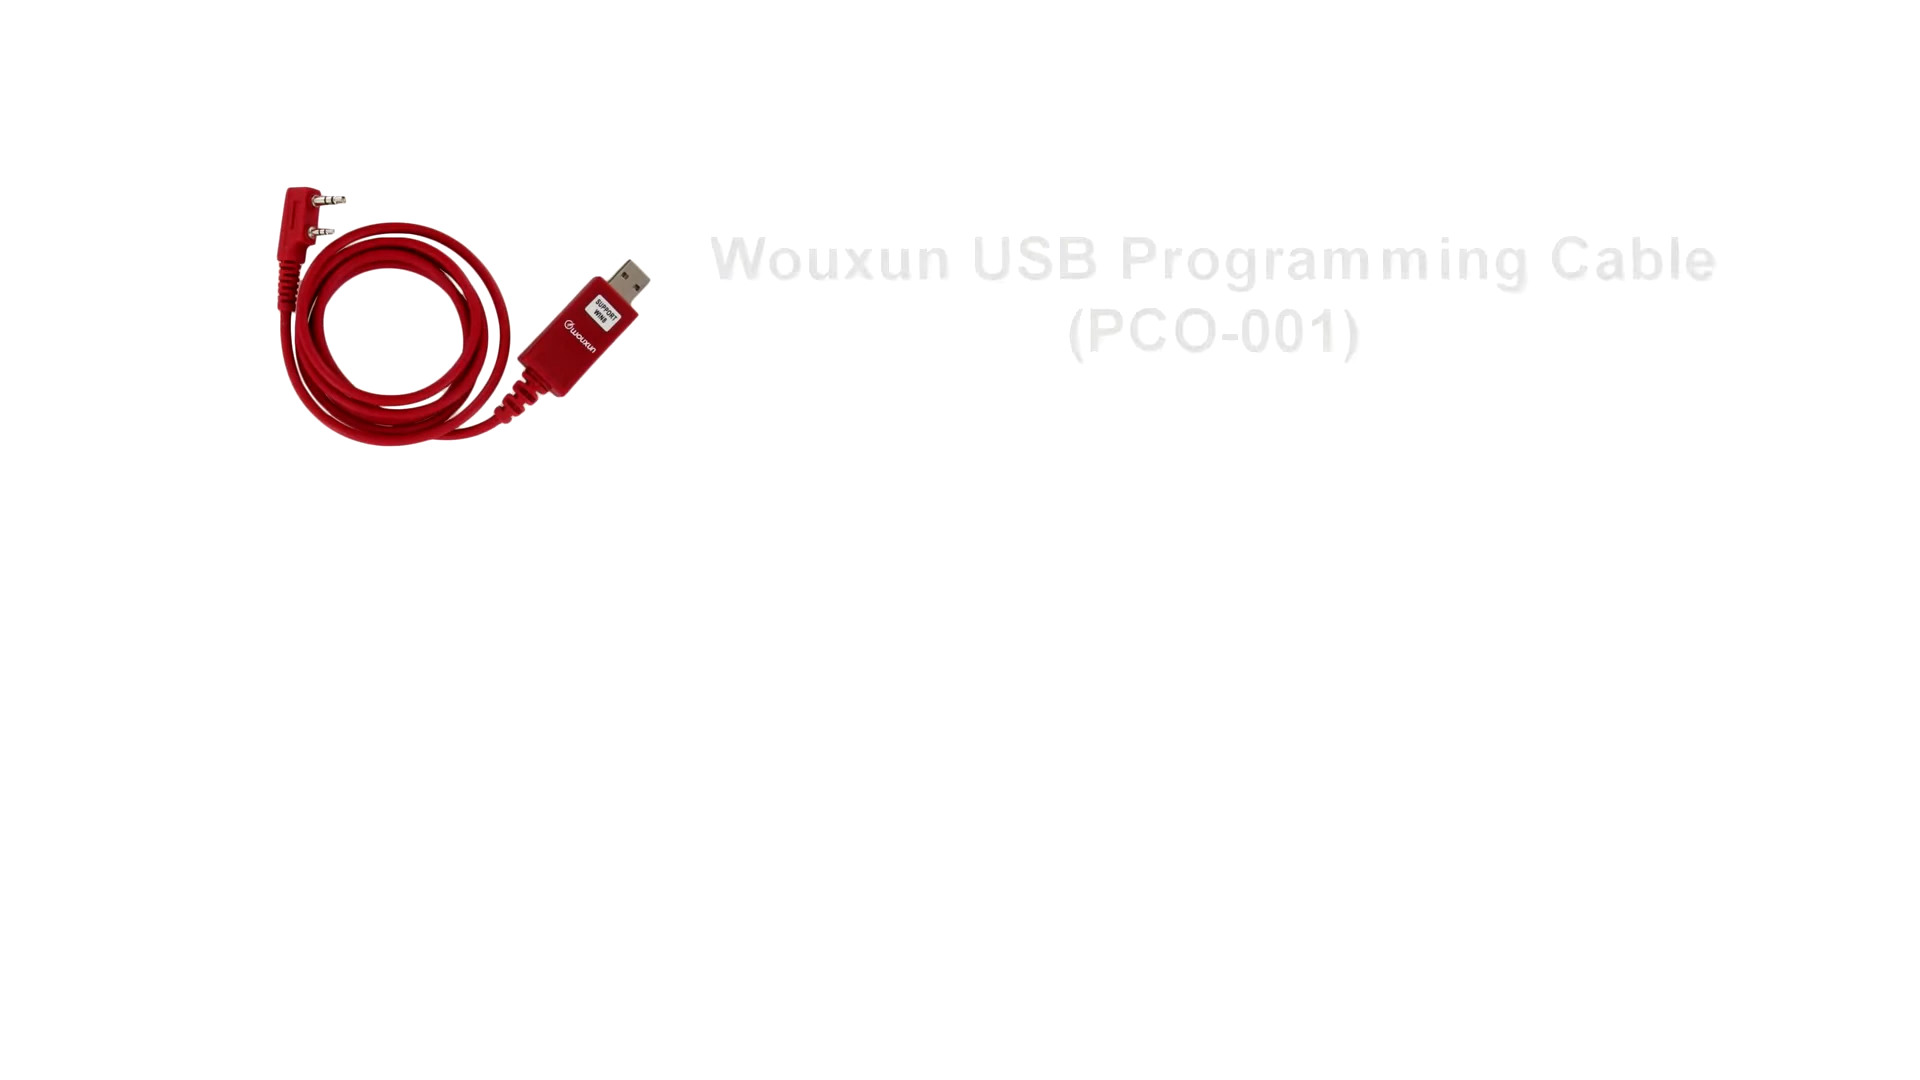 Wouxun USB Programming Cable
(PCO-001)
SUPPORT
WIN8
wouxun